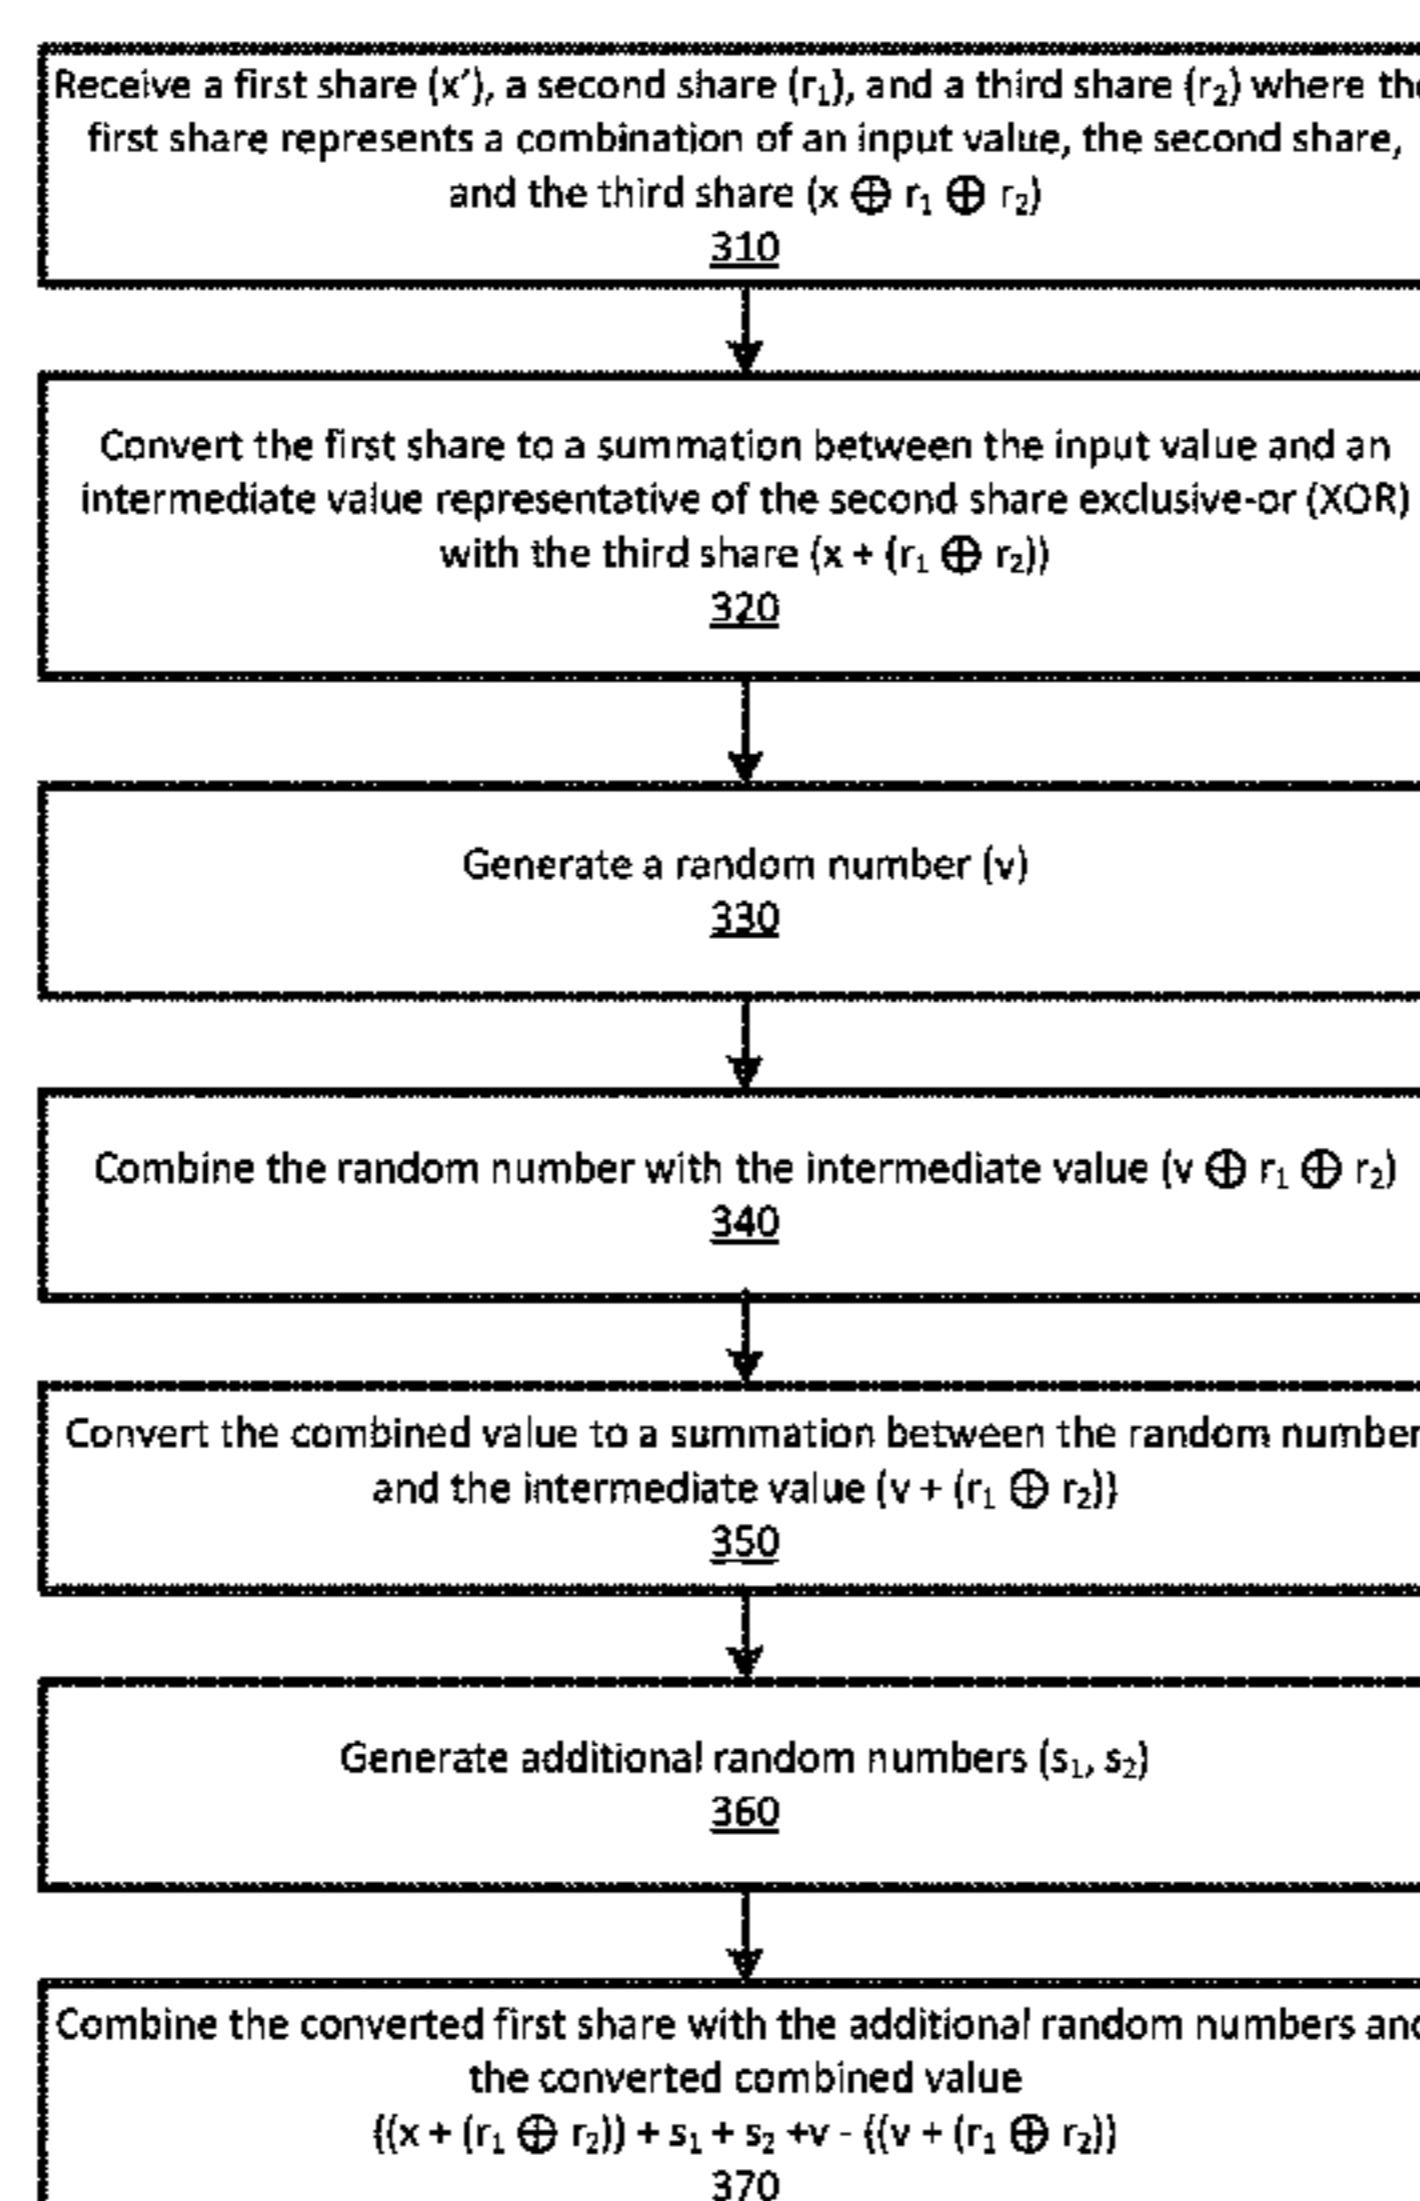 Receive a first share (x′), a second share (r₁), and a third share (r₂) where the
first share represents a combination of an input value, the second share,
and the third share (x ⊕ r₁ ⊕ r₂)
310
Convert the first share to a summation between the input value and an
intermediate value representative of the second share exclusive-or (XOR)
with the third share (x + (r₁ ⊕ r₂))
320
Generate a random number (v)
330
Combine the random number with the intermediate value (v ⊕ r₁ ⊕ r₂)
340
Convert the combined value to a summation between the random number
and the intermediate value (v + (r₁ ⊕ r₂))
350
Generate additional random numbers (s₁, s₂)
360
Combine the converted first share with the additional random numbers and
the converted combined value
((x + (r₁ ⊕ r₂)) + s₁ + s₂ +v - ((v + (r₁ ⊕ r₂))
370